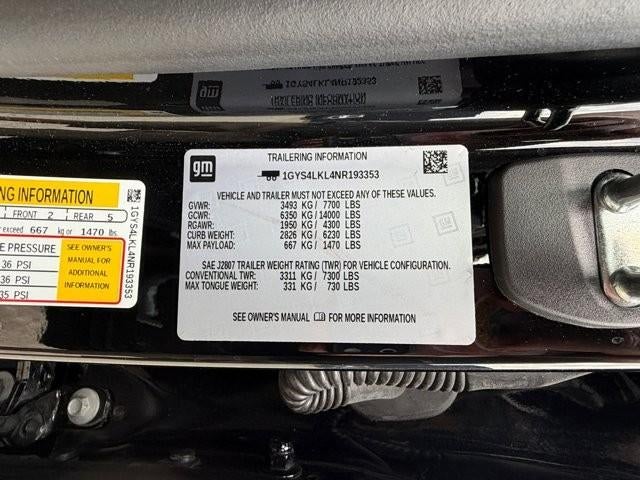 gm
TRAILERING INFORMATION
1GYS4LKL4NR193353
VEHICLE AND TRAILER MUST NOT EXCEED ANY OF THESE VALUES.
GVWR: 3493 KG / 7700 LBS
GCWR: 6350 KG / 14000 LBS
RGAWR: 1950 KG / 4300 LBS
CURB WEIGHT: 2826 KG / 6230 LBS
MAX PAYLOAD: 667 KG / 1470 LBS
SAE J2807 TRAILER WEIGHT RATING (TWR) FOR VEHICLE CONFIGURATION.
CONVENTIONAL TWR: 3311 KG / 7300 LBS
MAX TONGUE WEIGHT: 331 KG / 730 LBS
SEE OWNER'S MANUAL FOR MORE INFORMATION
INFORMATION
FRONT 2 REAR 5
exceed 667 kg or 1470 lbs.
PRESSURE
36 PSI
36 PSI
35 PSI
SEE OWNER'S
MANUAL FOR
ADDITIONAL
INFORMATION
1GYS4LKL4NR193353